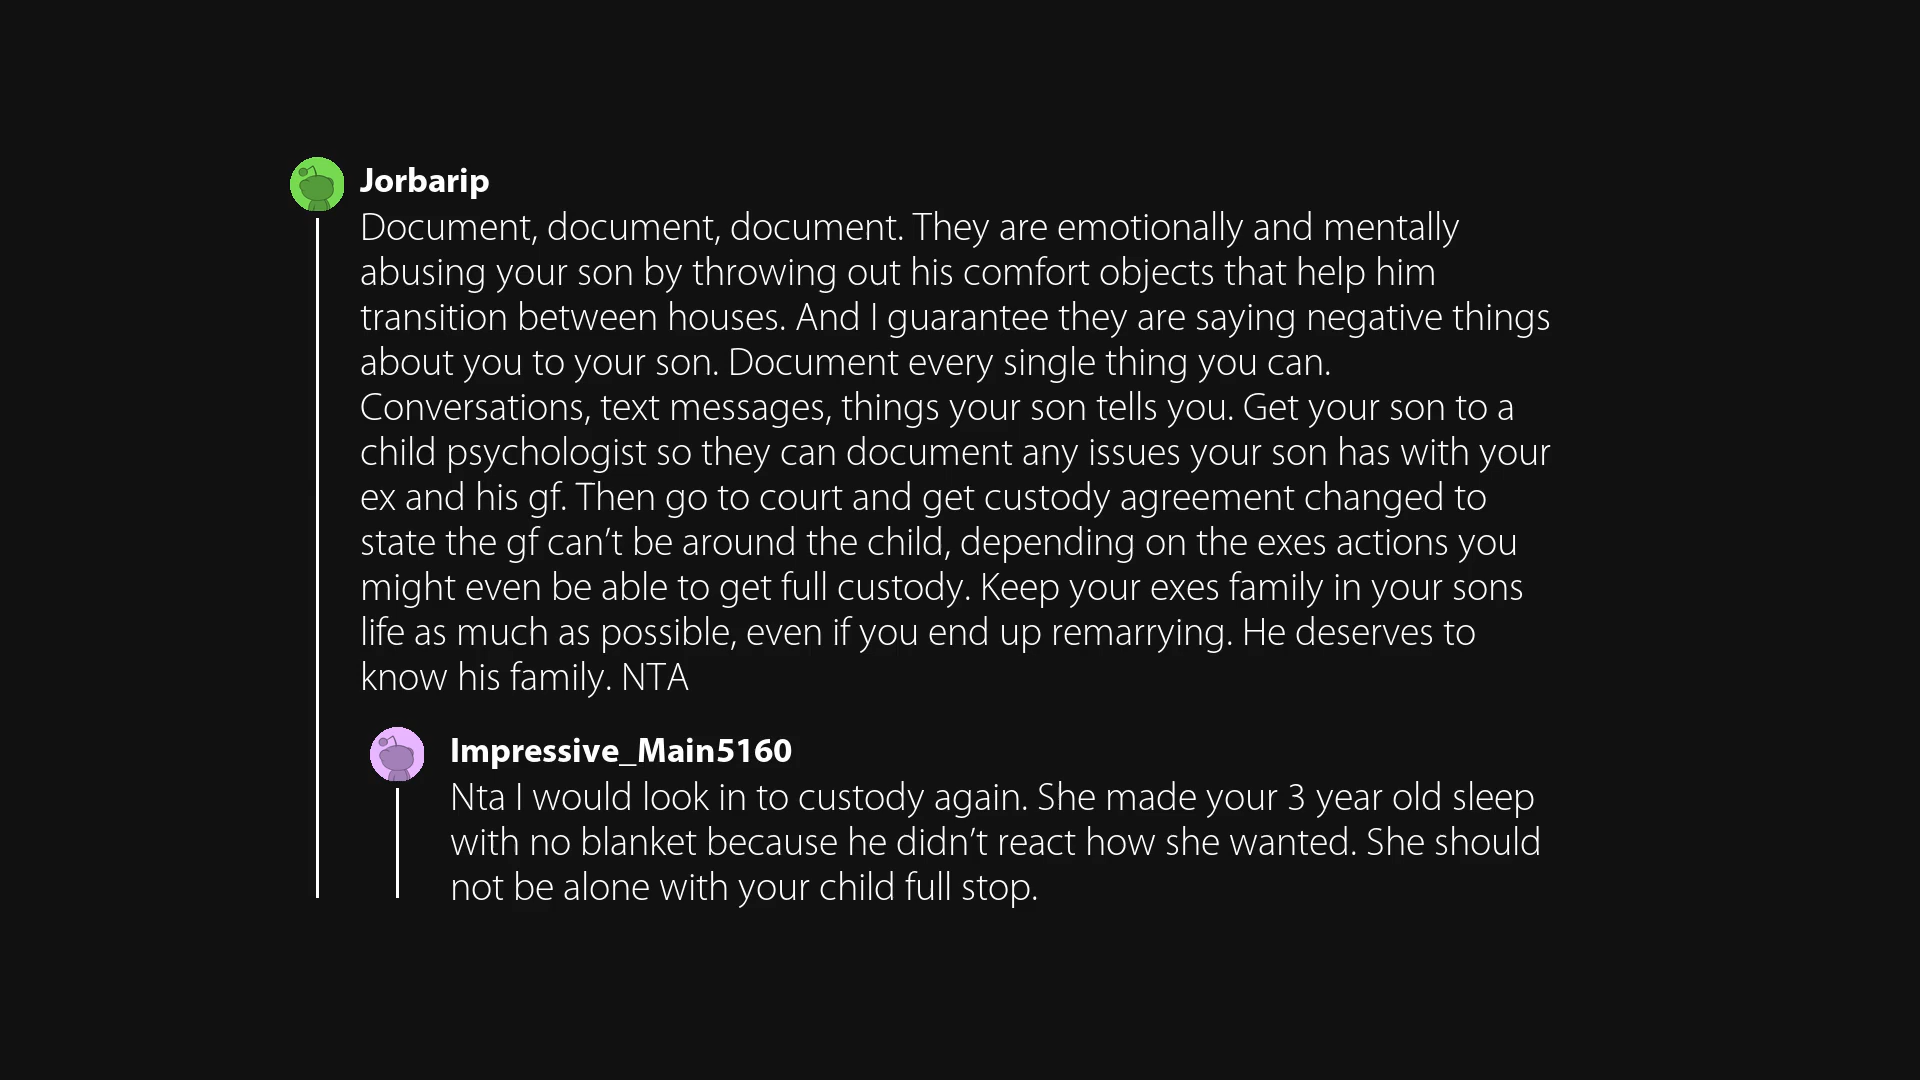 Jorbarip
Document, document, document. They are emotionally and mentally
abusing your son by throwing out his comfort objects that help him
transition between houses. And I guarantee they are saying negative things
about you to your son. Document every single thing you can.
Conversations, text messages, things your son tells you. Get your son to a
child psychologist so they can document any issues your son has with your
ex and his gf. Then go to court and get custody agreement changed to
state the gf can’t be around the child, depending on the exes actions you
might even be able to get full custody. Keep your exes family in your sons
life as much as possible, even if you end up remarrying. He deserves to
know his family. NTA
Impressive_Main5160
Nta I would look in to custody again. She made your 3 year old sleep
with no blanket because he didn’t react how she wanted. She should
not be alone with your child full stop.